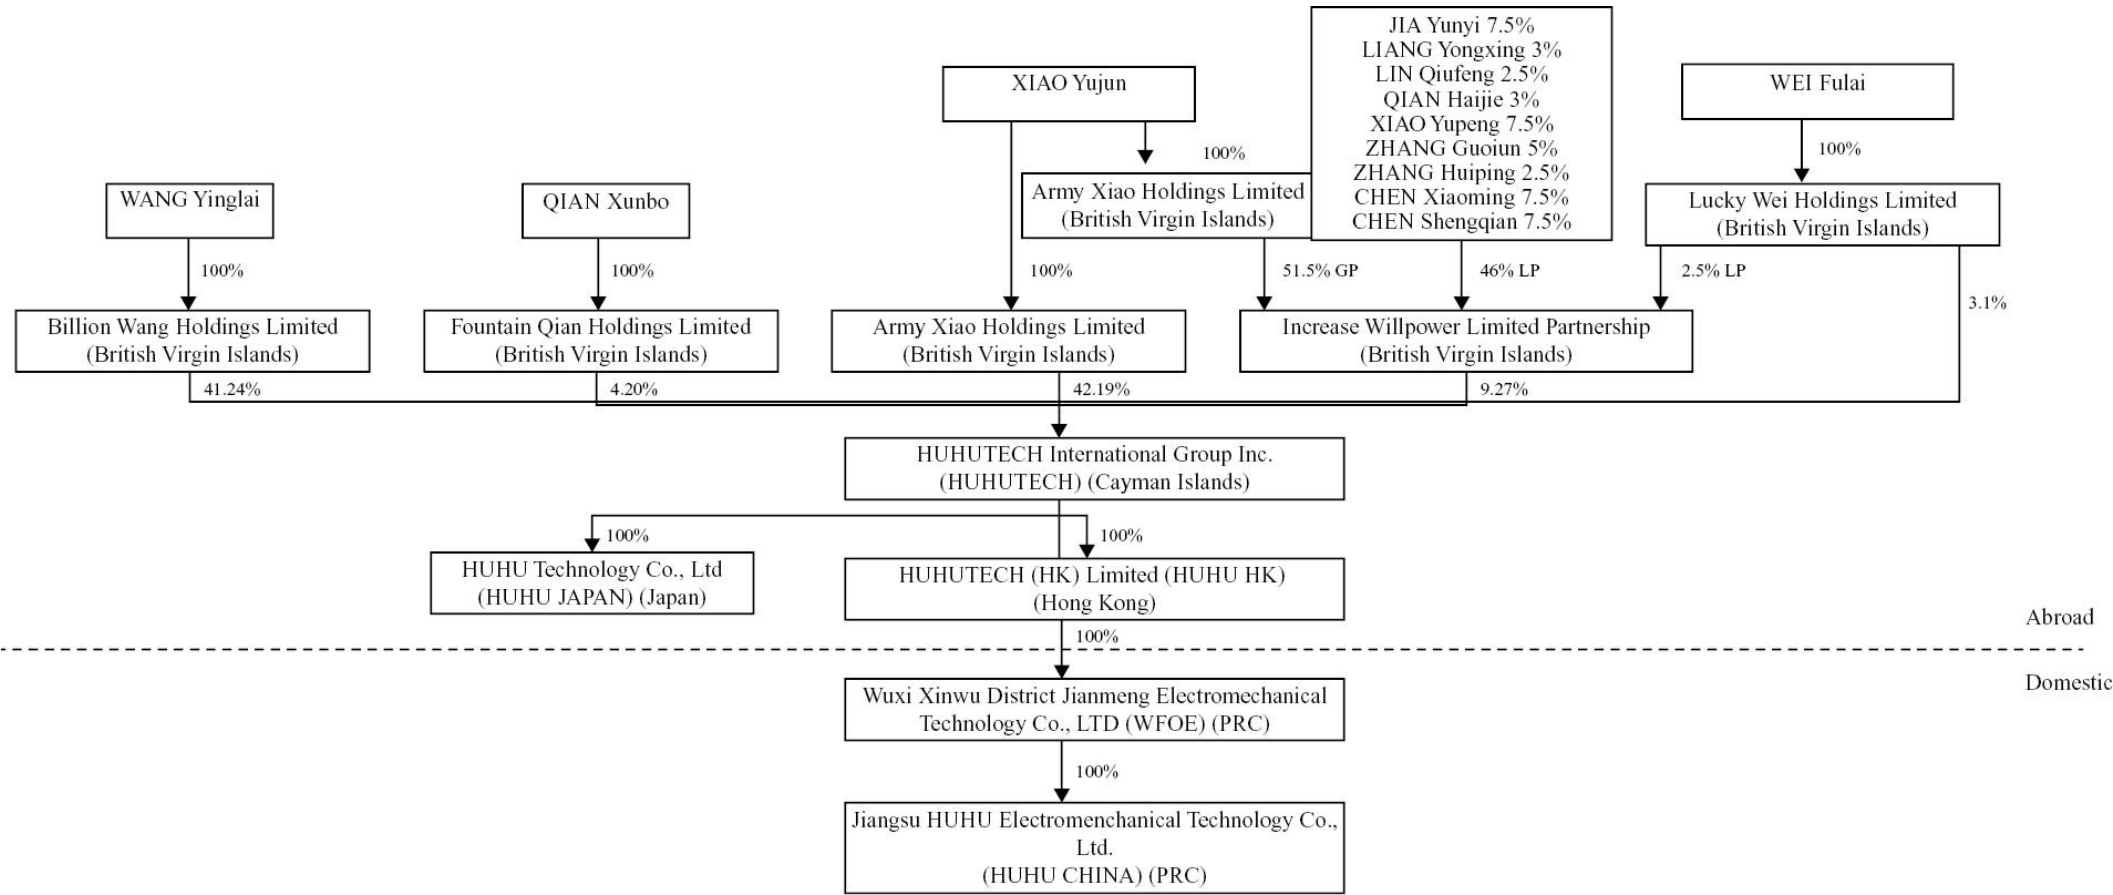 JIA Yunyi 7.5%
LIANG Yongxing 3%
LIN Qiufeng 2.5%
QIAN Haijie 3%
XIAO Yupeng 7.5%
ZHANG Guoiun 5%
ZHANG Huiping 2.5%
CHEN Xiaoming 7.5%
CHEN Shengqian 7.5%
XIAO Yujun
WEI Fulai
100%
100%
WANG Yinglai
QIAN Xunbo
Army Xiao Holdings Limited
(British Virgin Islands)
Lucky Wei Holdings Limited
(British Virgin Islands)
100%
100%
100%
51.5% GP
46% LP
2.5% LP
3.1%
Billion Wang Holdings Limited
(British Virgin Islands)
Fountain Qian Holdings Limited
(British Virgin Islands)
Army Xiao Holdings Limited
(British Virgin Islands)
Increase Willpower Limited Partnership
(British Virgin Islands)
41.24%
4.20%
42.19%
9.27%
HUHUTECH International Group Inc.
(HUHUTECH) (Cayman Islands)
100%
100%
HUHU Technology Co., Ltd
(HUHU JAPAN) (Japan)
HUHUTECH (HK) Limited (HUHU HK)
(Hong Kong)
Abroad
100%
Domestic
Wuxi Xinwu District Jianmeng Electromechanical
Technology Co., LTD (WFOE) (PRC)
100%
Jiangsu HUHU Electromenchanical Technology Co.,
Ltd.
(HUHU CHINA) (PRC)